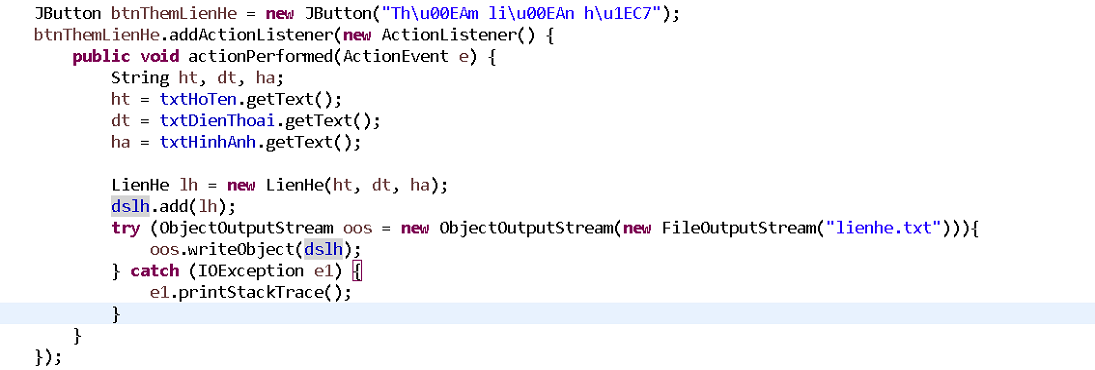 JButton btnThemLienHe = new JButton("Th\u00EAm li\u00EAn h\u1EC7");
btnThemLienHe.addActionListener(new ActionListener() {
public void actionPerformed(ActionEvent e) {
String ht, dt, ha;
ht = txtHoTen.getText();
dt = txtDienThoai.getText();
ha = txtHinhAnh.getText();
LienHe lh = new LienHe(ht, dt, ha);
dslh.add(lh);
try (ObjectOutputStream oos = new ObjectOutputStream(new FileOutputStream("lienhe.txt"))){
oos.writeObject(dslh);
} catch (IOException e1) {
e1.printStackTrace();
}
}
});